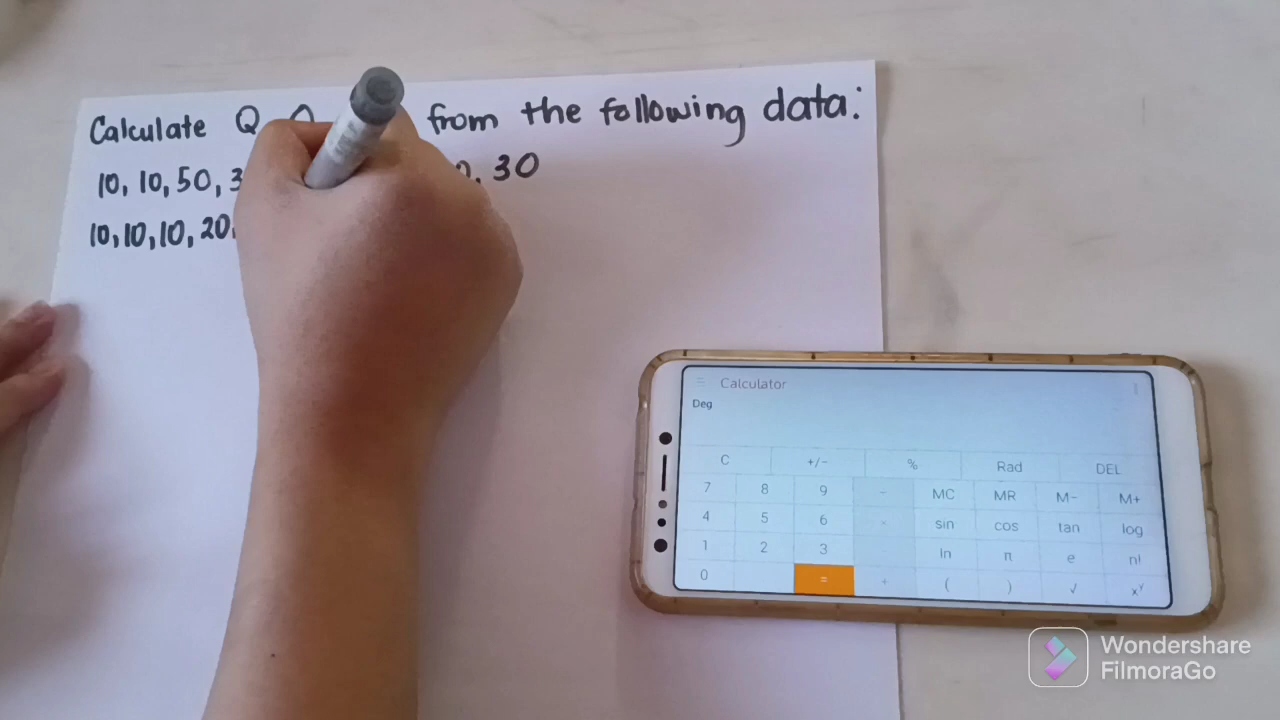 Calculate Q from the following data:
10, 10, 50, 30
10, 10, 10, 20,
Calculator
Deg
C +/- % Rad DEL
7 8 9 MC MR M- M+
4 5 6 × sin cos tan log
1 2 3 ln π e n!
0 = + ( ) √ xʸ
Wondershare
FilmoraGo